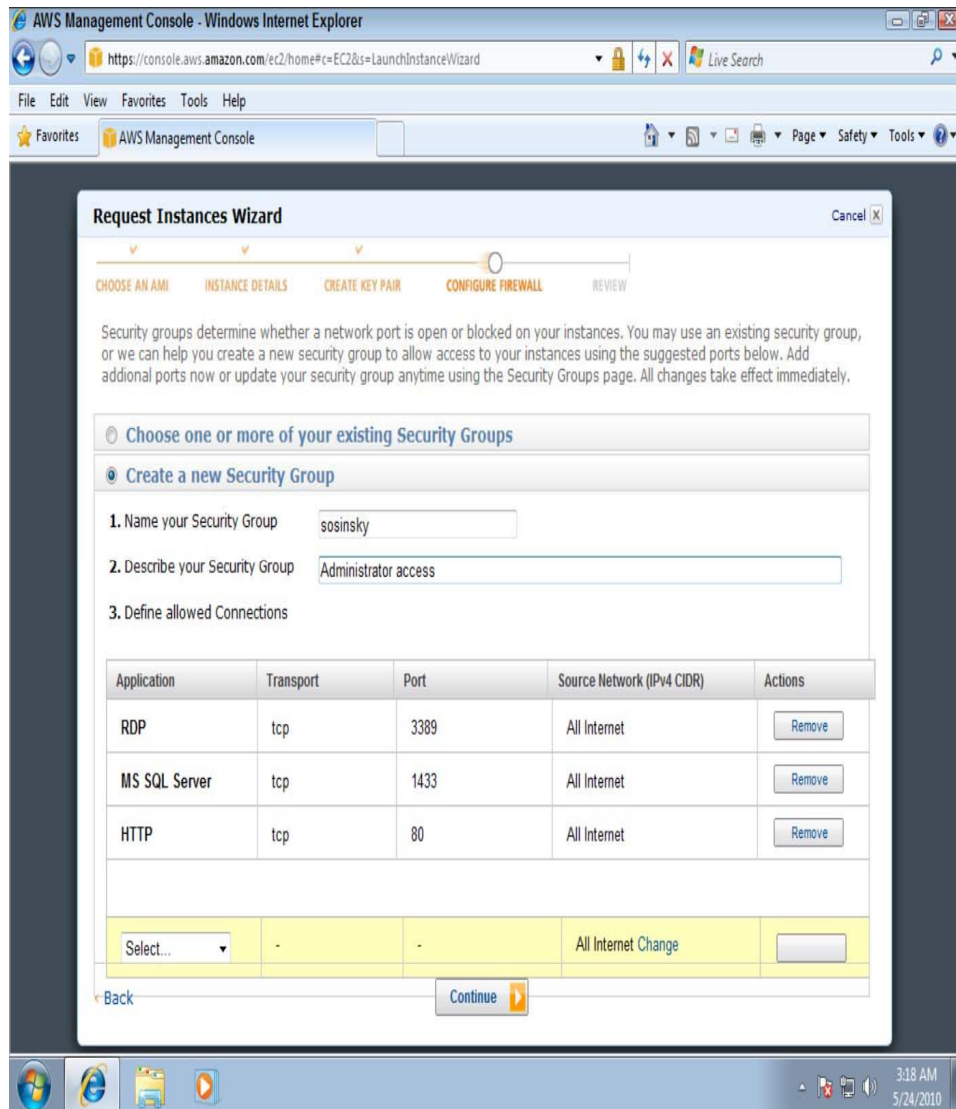 AWS Management Console - Windows Internet Explorer
https://console.aws.amazon.com/ec2/home#c=EC2&s=LaunchInstanceWizard
Live Search
File Edit View Favorites Tools Help
Favorites AWS Management Console Page Safety Tools
Request Instances Wizard Cancel X
CHOOSE AN AMI INSTANCE DETAILS CREATE KEY PAIR CONFIGURE FIREWALL REVIEW
Security groups determine whether a network port is open or blocked on your instances. You may use an existing security group,
or we can help you create a new security group to allow access to your instances using the suggested ports below. Add
addional ports now or update your security group anytime using the Security Groups page. All changes take effect immediately.
Choose one or more of your existing Security Groups
Create a new Security Group
1. Name your Security Group sosinsky
2. Describe your Security Group Administrator access
3. Define allowed Connections
Application Transport Port Source Network (IPv4 CIDR) Actions
RDP tcp 3389 All Internet Remove
MS SQL Server tcp 1433 All Internet Remove
HTTP tcp 80 All Internet Remove
Select... - - All Internet Change
< Back Continue
3:18 AM
5/24/2010